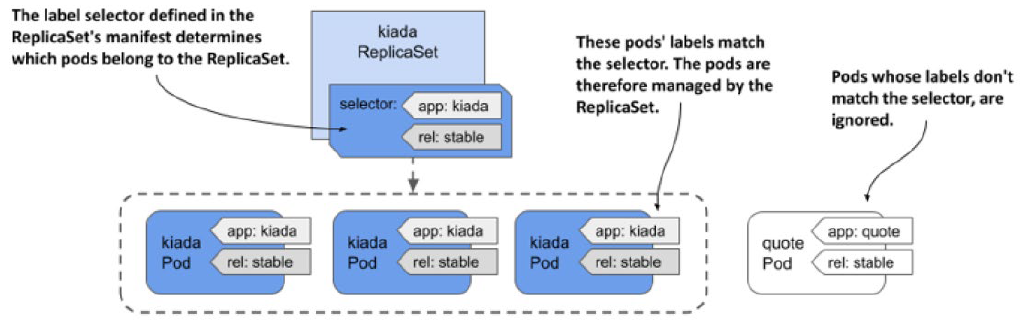 The label selector defined in the
ReplicaSet's manifest determines
which pods belong to the ReplicaSet.
kiada
ReplicaSet
selector:
app: kiada
rel: stable
These pods' labels match
the selector. The pods are
therefore managed by the
ReplicaSet.
Pods whose labels don't
match the selector, are
ignored.
kiada
Pod
app: kiada
rel: stable
kiada
Pod
app: kiada
rel: stable
kiada
Pod
app: kiada
rel: stable
quote
Pod
app: quote
rel: stable